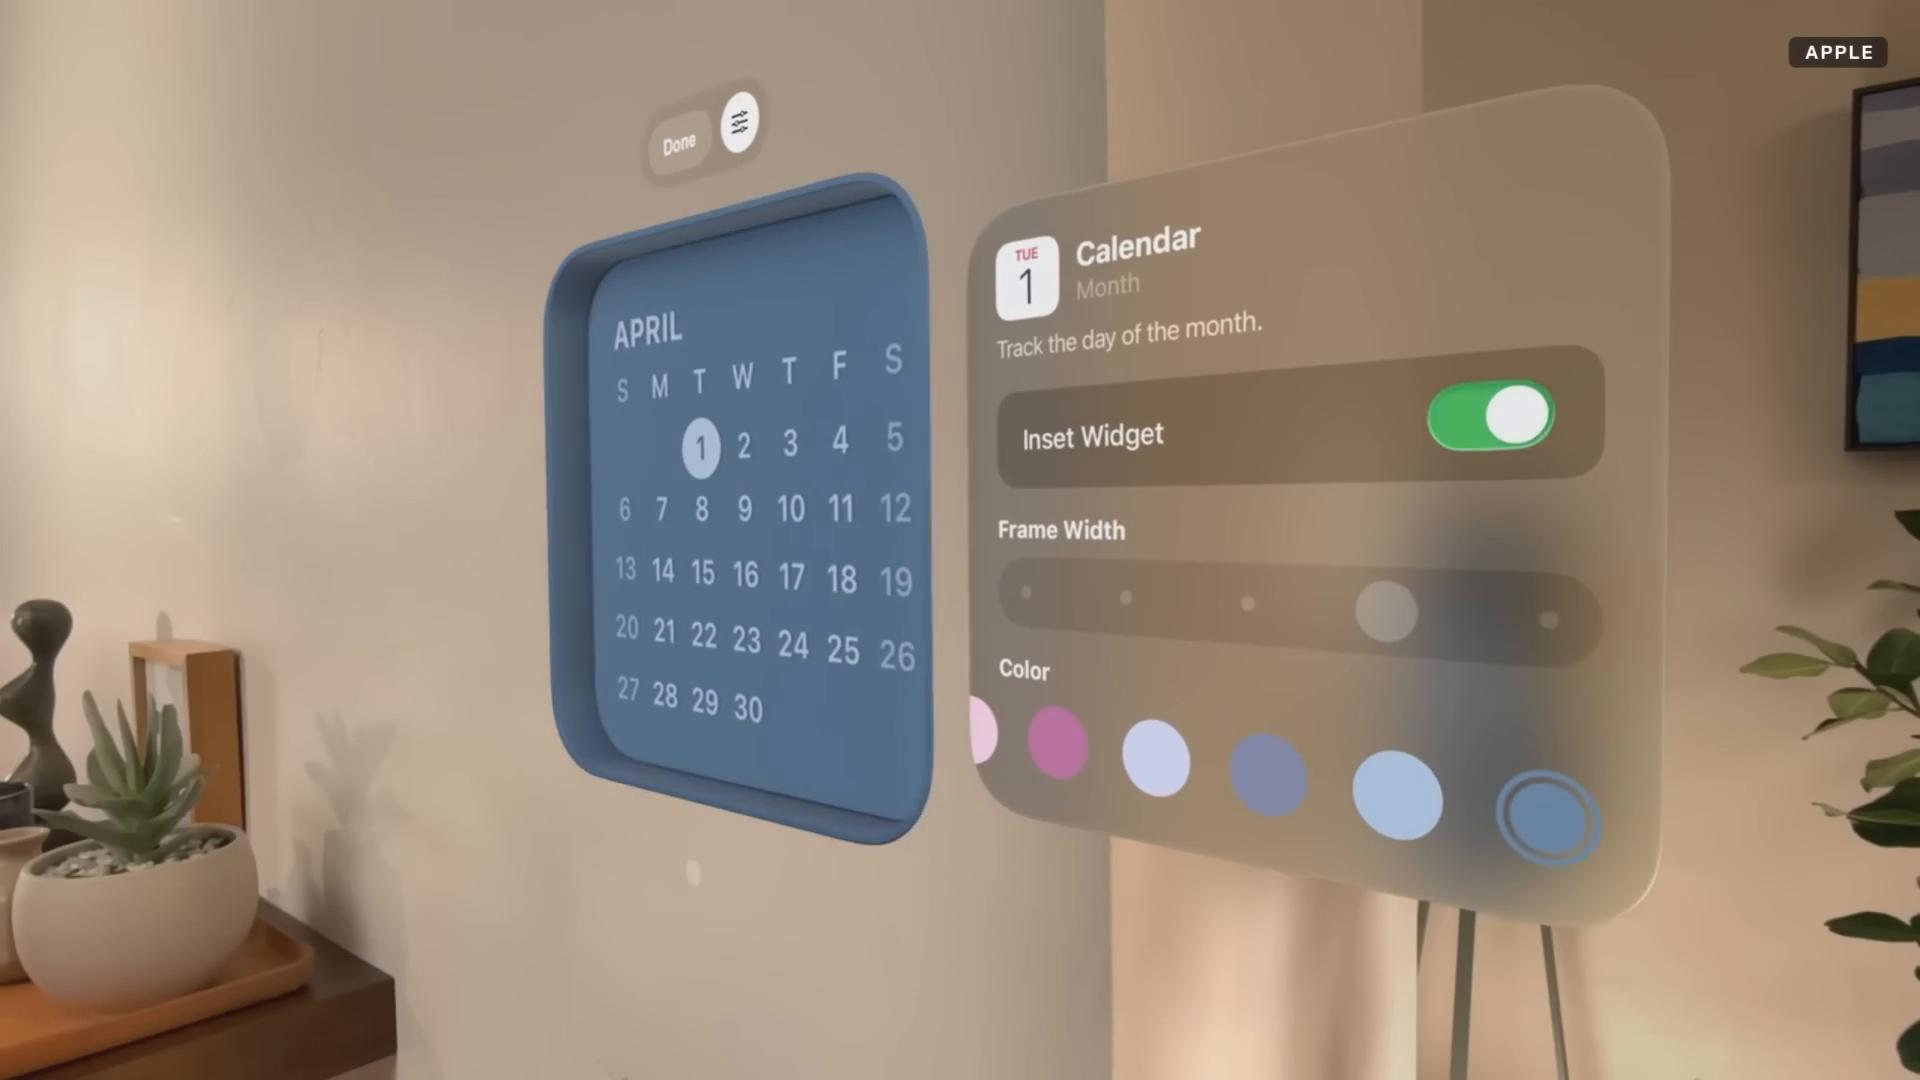 APPLE
Done
APRIL
S M T W T F S
1 2 3 4 5
6 7 8 9 10 11 12
13 14 15 16 17 18 19
20 21 22 23 24 25 26
27 28 29 30
TUE
1
Calendar
Month
Track the day of the month.
Inset Widget
Frame Width
Color